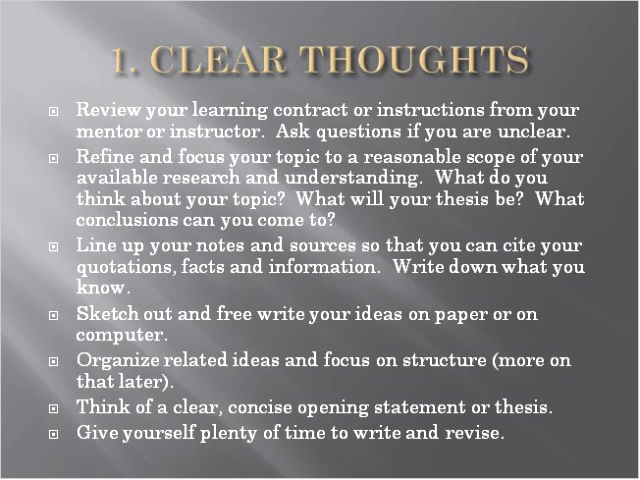 1. CLEAR THOUGHTS
Review your learning contract or instructions from your
mentor or instructor.  Ask questions if you are unclear.
Refine and focus your topic to a reasonable scope of your
available research and understanding.  What do you
think about your topic?  What will your thesis be?  What
conclusions can you come to?
Line up your notes and sources so that you can cite your
quotations, facts and information.  Write down what you
know.
Sketch out and free write your ideas on paper or on
computer.
Organize related ideas and focus on structure (more on
that later).
Think of a clear, concise opening statement or thesis.
Give yourself plenty of time to write and revise.